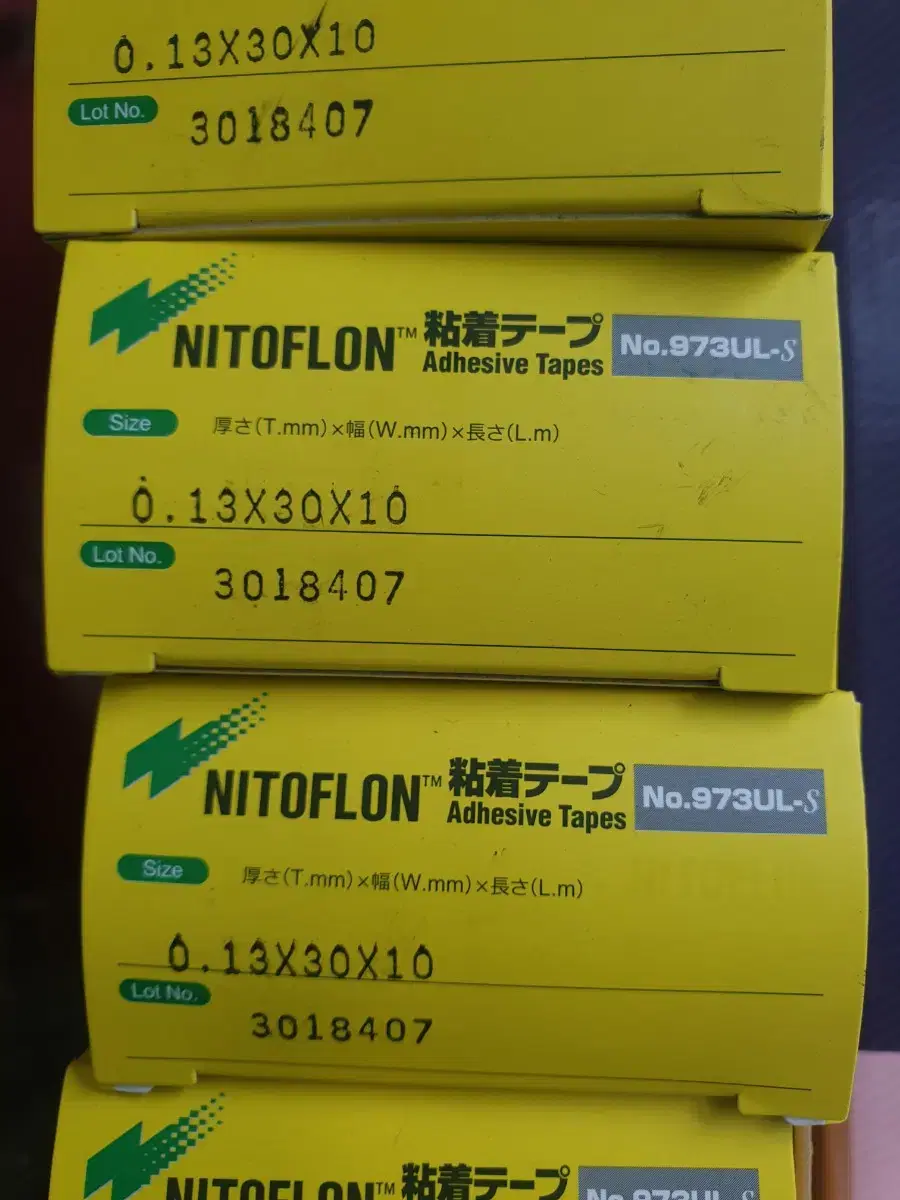 0.13X30X10
Lot No. 3018407
NITOFLON™ 粘着テープ Adhesive Tapes No.973UL-S
Size 厚さ(T.mm)×幅(W.mm)×長さ(L.m)
0.13X30X10
Lot No. 3018407
NITOFLON™ 粘着テープ Adhesive Tapes No.973UL-S
Size 厚さ(T.mm)×幅(W.mm)×長さ(L.m)
0.13X30X10
Lot No. 3018407
NITOFLON™ 粘着テープ No.973UL-S